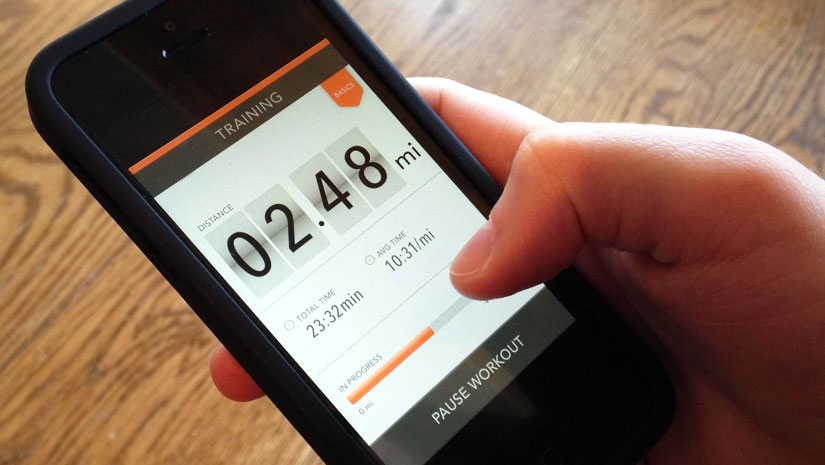 TRAINING
BASICS
DISTANCE
02.48 mi
TOTAL TIME
23:32min
AVG TIME
10:31/mi
IN PROGRESS
0 mi
PAUSE WORKOUT